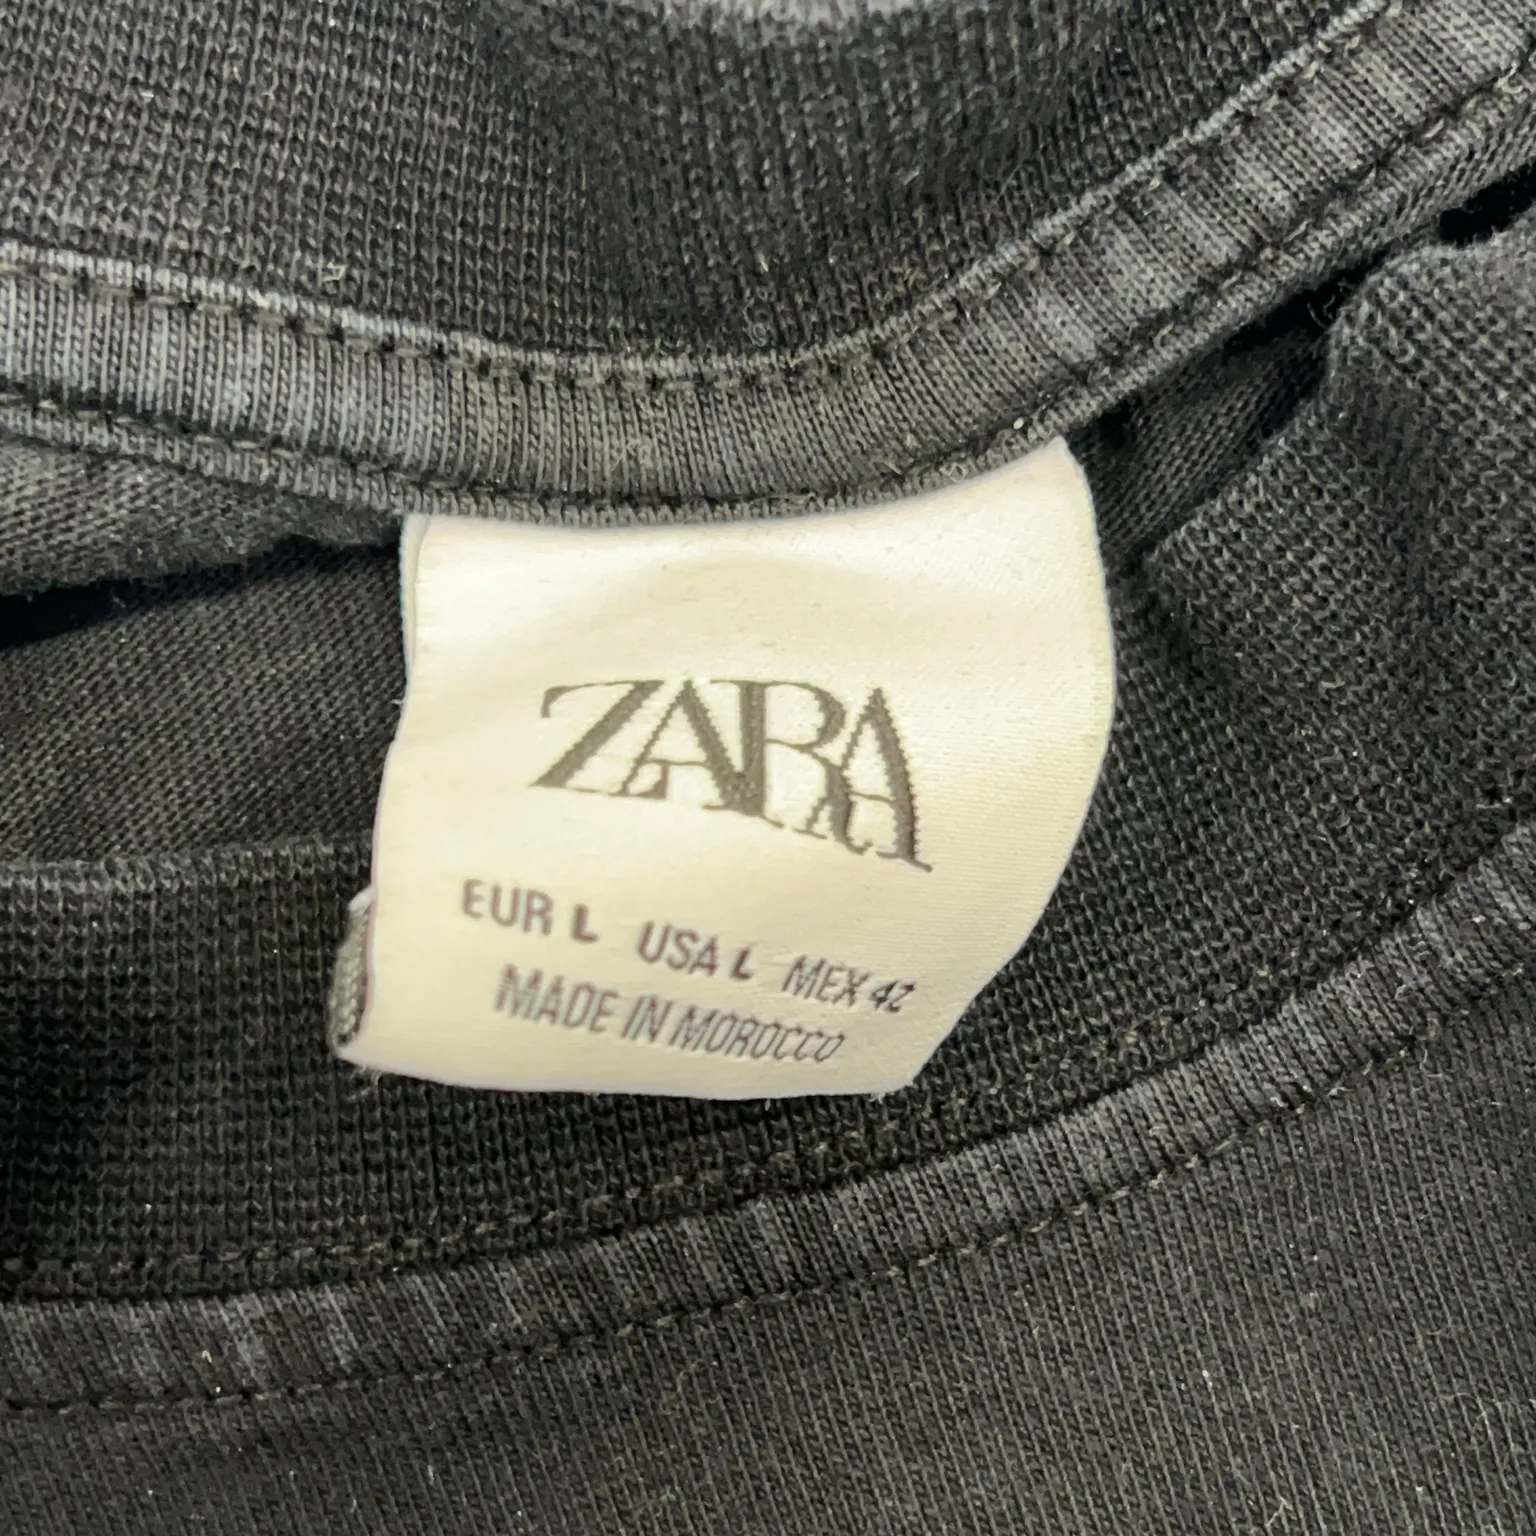 ZARA
EUR L USA L MEX 42
MADE IN MOROCCO